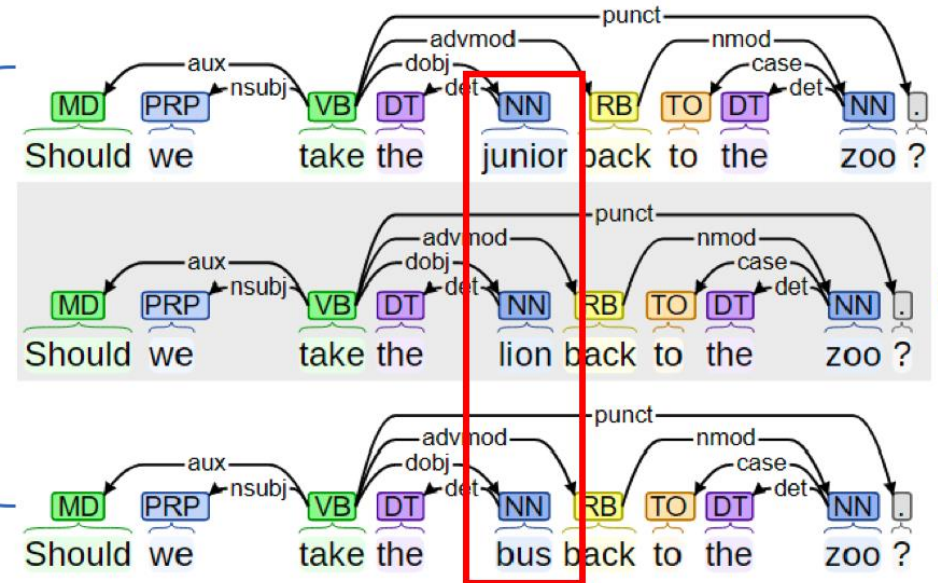 punct
advmod nmod
aux dobj case
nsubj det det
MD PRP VB DT NN RB TO DT NN .
Should we take the junior back to the zoo ?
punct
advmod nmod
aux dobj case
nsubj det det
MD PRP VB DT NN RB TO DT NN .
Should we take the lion back to the zoo ?
punct
advmod nmod
aux dobj case
nsubj det det
MD PRP VB DT NN RB TO DT NN .
Should we take the bus back to the zoo ?